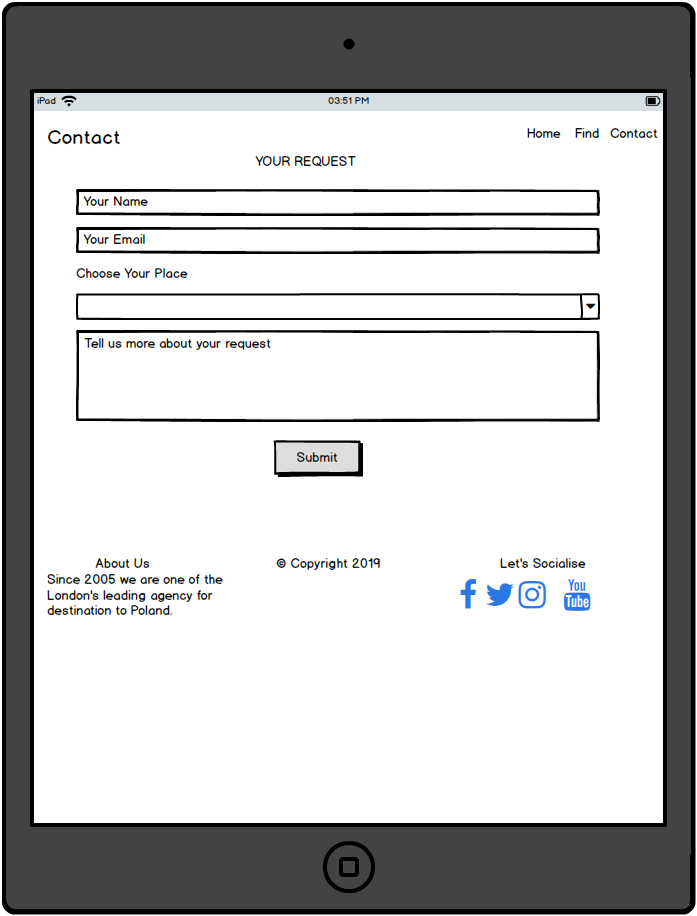 iPad 03:51 PM
Contact Home Find Contact
YOUR REQUEST
Your Name
Your Email
Choose Your Place
Tell us more about your request
Submit
About Us
Since 2005 we are one of the
London's leading agency for
destination to Poland.
© Copyright 2019
Let's Socialise
You
Tube